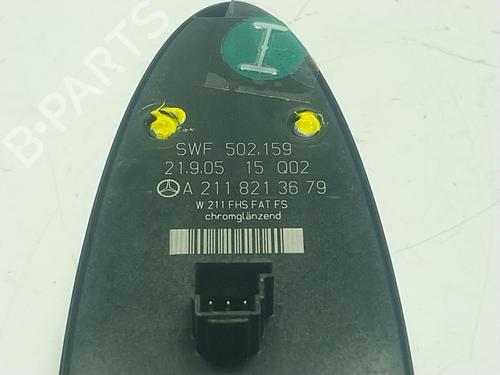 B-PARTS
I
SWF 502.159
21.9.05 15 Q02
A 211 821 36 79
W 211 FHS FAT FS
chromglänzend